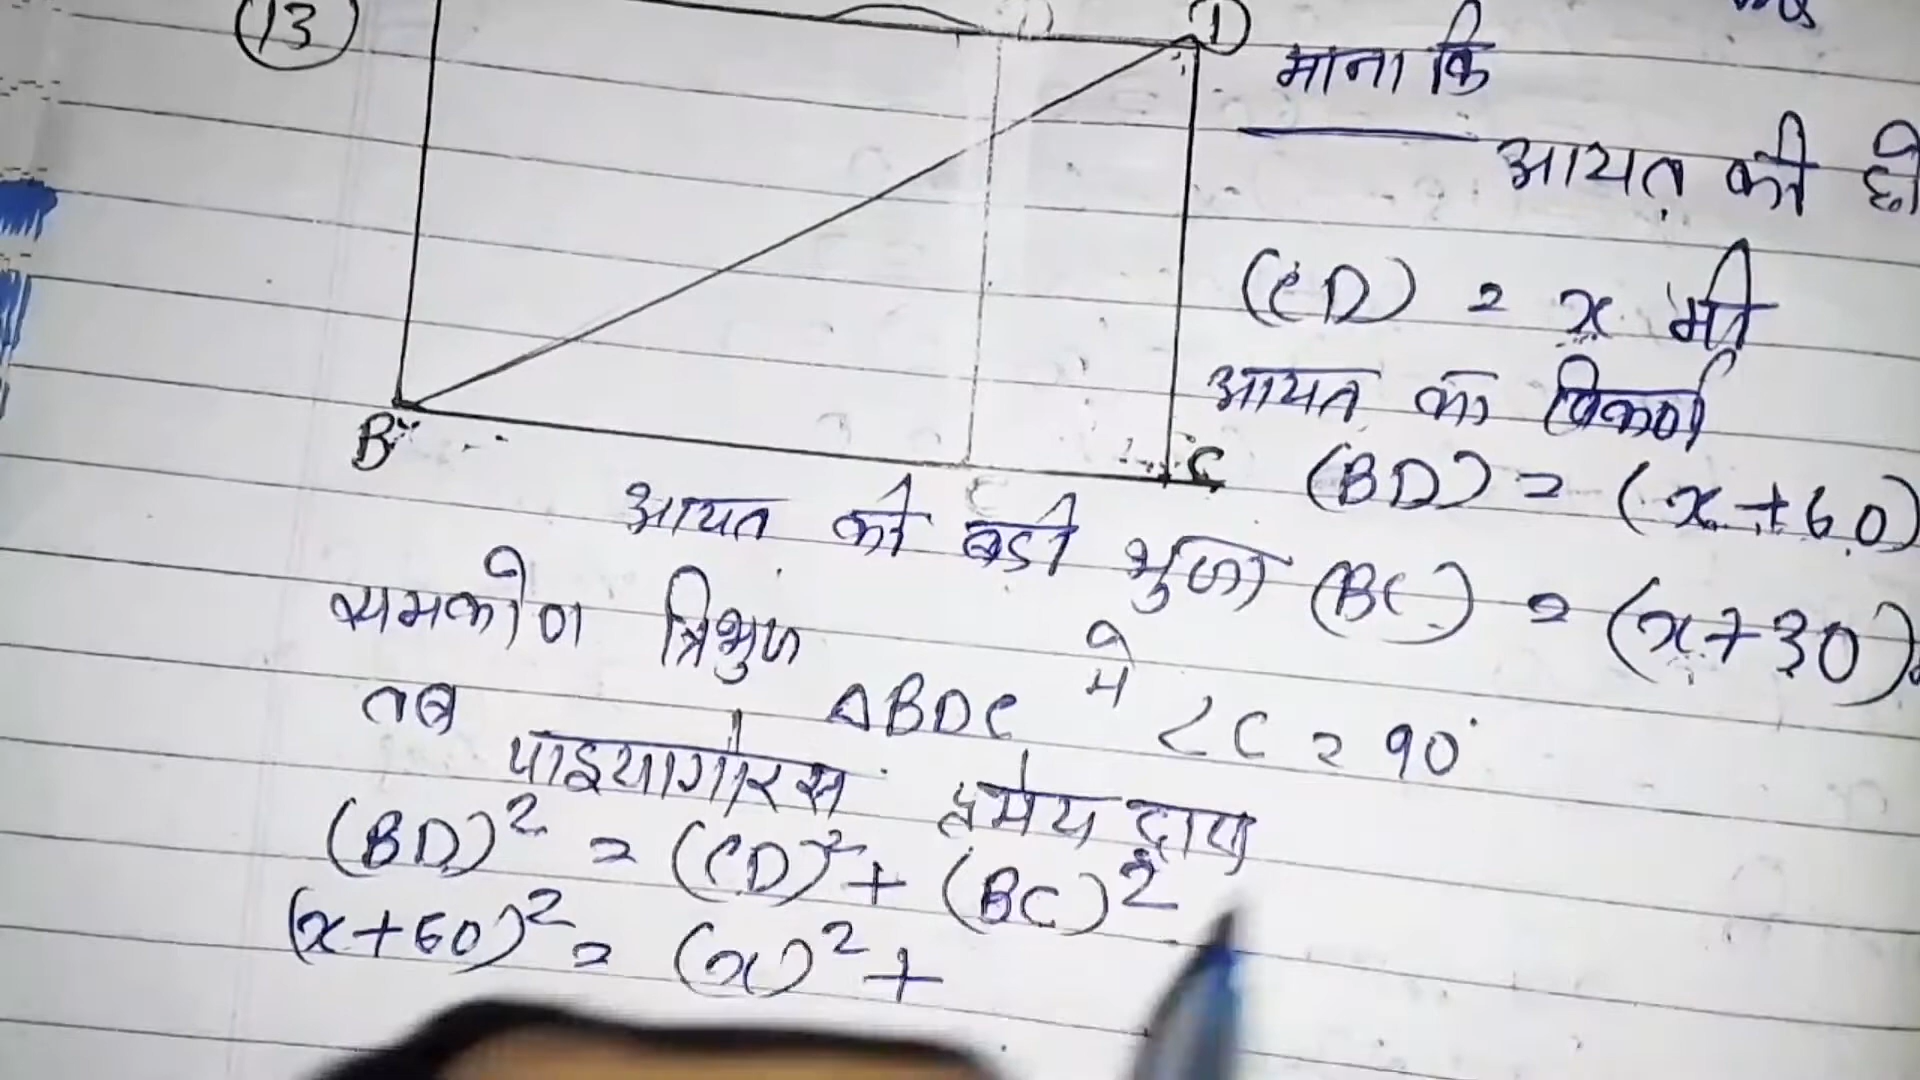 (13)
D
माना कि
आयत की छो
(CD) = x मी
आयत का विकर्ण
B
C
(BD) = (x+60)
आयत की बडी भुजा (BC) = (x+30)
समकोण त्रिभुज
ΔBDC में ∠C = 90°
तब
पाइथागोरस प्रमेय द्वारा
(BD)² = (CD)² + (BC)²
(x+60)² = (x)² +